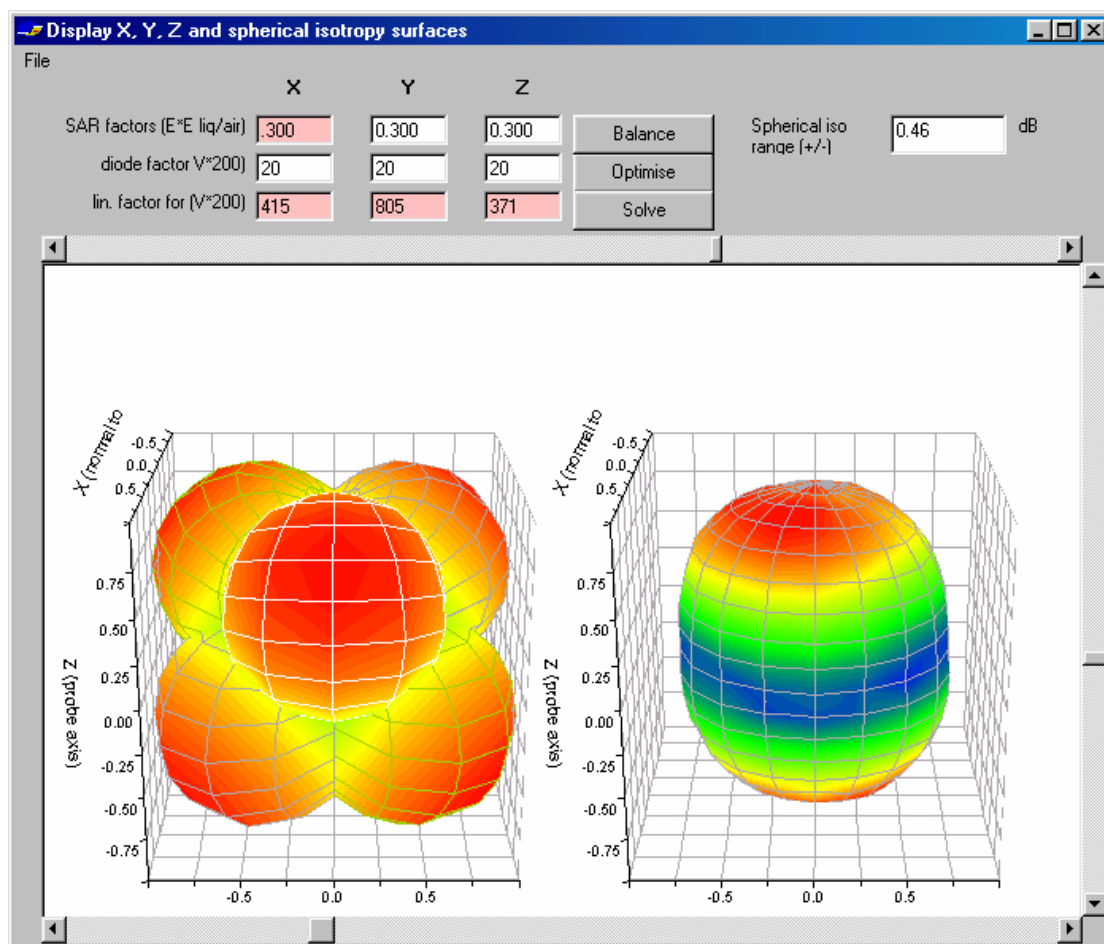 Display X, Y, Z and spherical isotropy surfaces
File
X Y Z
SAR factors (E*E liq/air) .300 0.300 0.300 Balance Spherical iso range (+/-) 0.46 dB
diode factor V*200) 20 20 20 Optimise
lin. factor for (V*200) 415 805 371 Solve
X (normal to
-0.5
0.0
0.5
0.75
0.50
0.25
0.00
-0.25
-0.50
-0.75
Z (probe axis)
-0.5 0.0 0.5
X (normal to
-0.5
0.0
0.5
0.75
0.50
0.25
0.00
-0.25
-0.50
-0.75
Z (probe axis)
-0.5 0.0 0.5